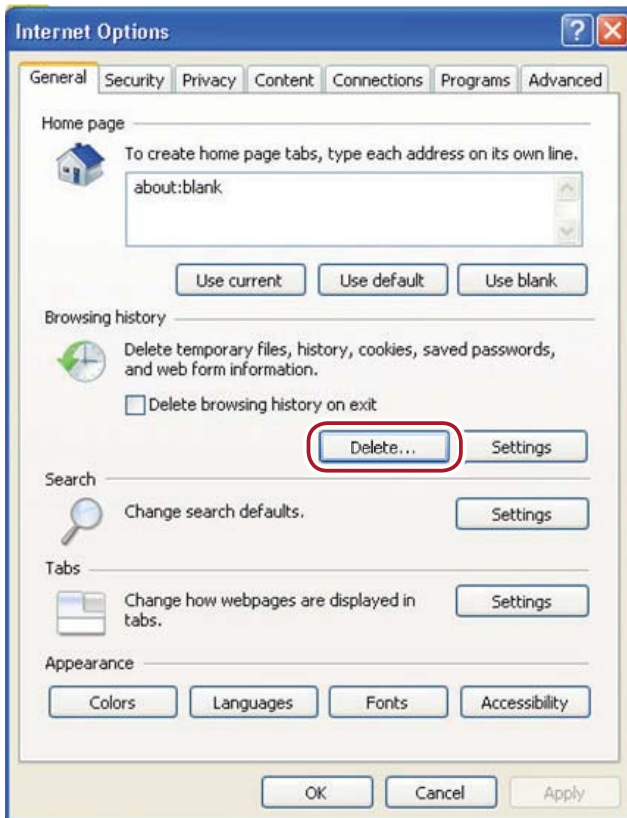 Internet Options
General Security Privacy Content Connections Programs Advanced
Home page
To create home page tabs, type each address on its own line.
about:blank
Use current Use default Use blank
Browsing history
Delete temporary files, history, cookies, saved passwords,
and web form information.
Delete browsing history on exit
Delete... Settings
Search
Change search defaults. Settings
Tabs
Change how webpages are displayed in Settings
tabs.
Appearance
Colors Languages Fonts Accessibility
OK Cancel Apply